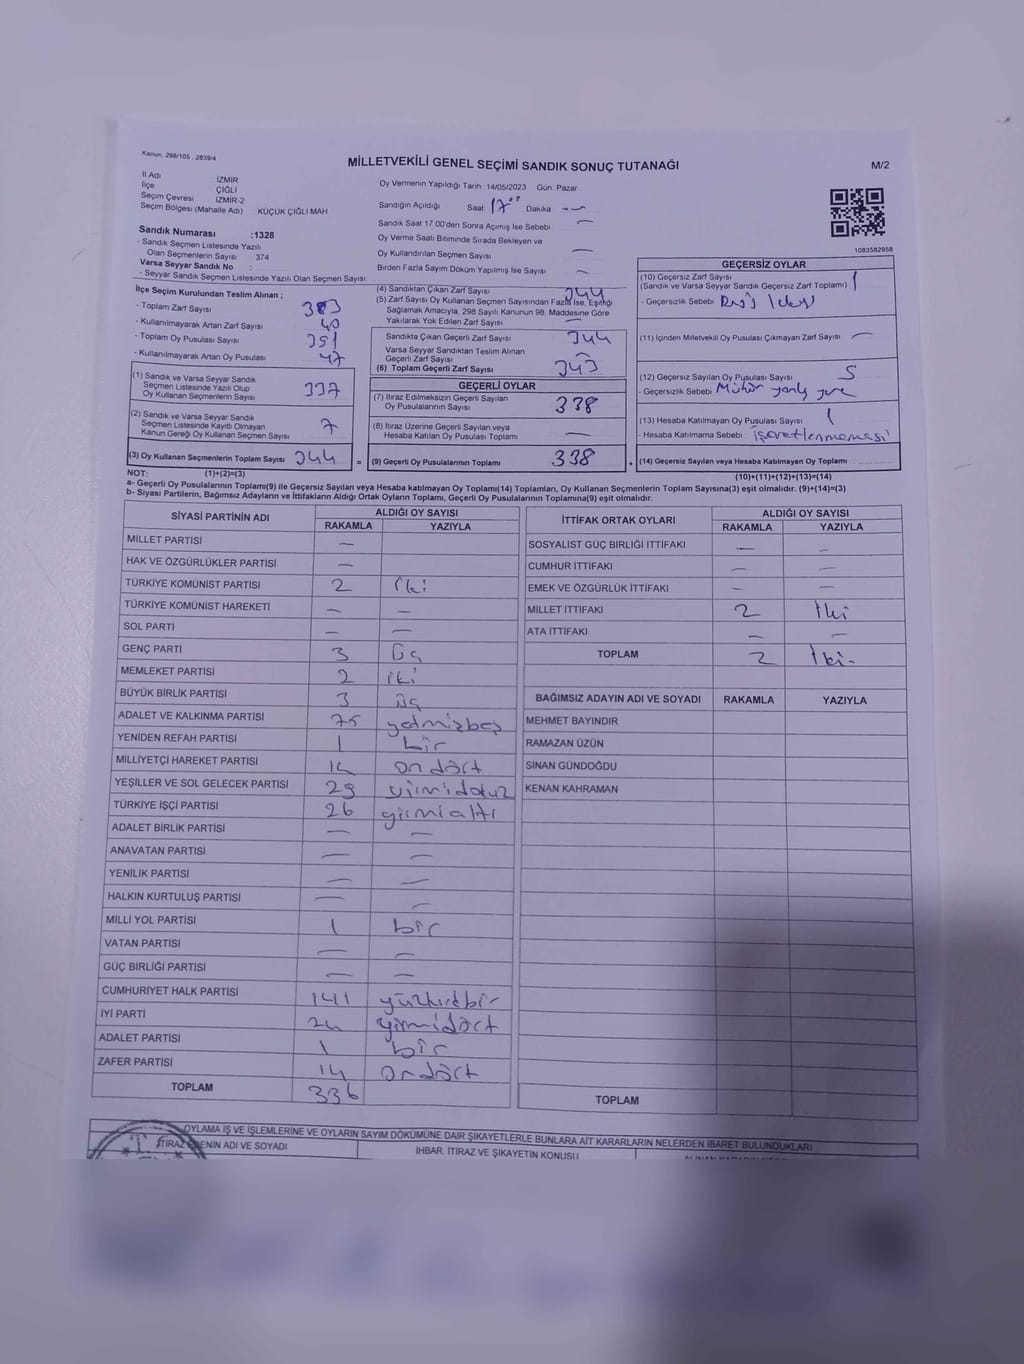 Kanun: 298/105 , 2839/4
MİLLETVEKİLİ GENEL SEÇİMİ SANDIK SONUÇ TUTANAĞI
M/2
İl Adı İZMİR
İlçe ÇİĞLİ
Seçim Çevresi İZMİR-2
Seçim Bölgesi (Mahalle Adı) KÜÇÜK ÇİĞLİ MAH
Sandık Numarası :1328
- Sandık Seçmen Listesinde Yazılı
Olan Seçmenlerin Sayısı 374
Varsa Seyyar Sandık No :
- Seyyar Sandık Seçmen Listesinde Yazılı Olan Seçmen Sayısı
Oy Vermenin Yapıldığı Tarih :14/05/2023 Gün: Pazar
Sandığın Açıldığı Saat 17 Dakika —
Sandık Saat 17:00'den Sonra Açımış İse Sebebi —
Oy Verme Saati Bitiminde Sırada Bekleyen ve
Oy Kullandırılan Seçmen Sayısı —
Birden Fazla Sayım Döküm Yapılmış İse Sayısı —
1083582958
İlçe Seçim Kurulundan Teslim Alınan ;
- Toplam Zarf Sayısı 383
- Kullanılmayarak Artan Zarf Sayısı 40
- Toplam Oy Pusulası Sayısı
- Kullanılmayarak Artan Oy Pusulası 47
(1) Sandık ve Varsa Seyyar Sandık
Seçmen Listesinde Yazılı Olup
Oy Kullanan Seçmenlerin Sayısı 337
(2) Sandık ve Varsa Seyyar Sandık
Seçmen Listesinde Kayıtlı Olmayan
Kanun Gereği Oy Kullanan Seçmen Sayısı 7
(3) Oy Kullanan Seçmenlerin Toplam Sayısı 344 =
(4) Sandıktan Çıkan Zarf Sayısı 344
(5) Zarf Sayısı Oy Kullanan Seçmen Sayısından Fazla İse, Eşitliği
Sağlamak Amacıyla, 298 Sayılı Kanunun 98. Maddesine Göre
Yakılarak Yok Edilen Zarf Sayısı —
Sandıkta Çıkan Geçerli Zarf Sayısı 344
Varsa Seyyar Sandıktan Teslim Alınan
Geçerli Zarf Sayısı
(6) Toplam Geçerli Zarf Sayısı 343
GEÇERLİ OYLAR
(7) İtiraz Edilmeksizin Geçerli Sayılan
Oy Pusulalarının Sayısı 338
(8) İtiraz Üzerine Geçerli Sayılan veya
Hesaba Katılan Oy Pusulası Toplamı —
(9) Geçerli Oy Pusulalarının Toplamı 338 +
GEÇERSİZ OYLAR
(10) Geçersiz Zarf Sayısı
(Sandık ve Varsa Seyyar Sandık Geçersiz Zarf Toplamı) 1
- Geçersizlik Sebebi
(11) İçinden Milletvekili Oy Pusulası Çıkmayan Zarf Sayısı —
(12) Geçersiz Sayılan Oy Pusulası Sayısı 5
- Geçersizlik Sebebi Mühür yanlış yere
(13) Hesaba Katılmayan Oy Pusulası Sayısı 1
- Hesaba Katılmama Sebebi işaretlenmemesi
(14) Geçersiz Sayılan veya Hesaba Katılmayan Oy Toplamı
NOT: (1)+(2)=(3) (10)+(11)+(12)+(13)=(14)
a- Geçerli Oy Pusulasının Toplamı(9) ile Geçersiz Sayılan veya Hesaba katılmayan Oy Toplamı(14) Toplamları, Oy Kullanan Seçmenlerin Toplam Sayısına(3) eşit olmalıdır. (9)+(14)=(3)
b- Siyasi Partilerin, Bağımsız Adayların ve İttifakların Aldığı Ortak Oyların Toplamı, Geçerli Oy Pusulalarının Toplamına(9) eşit olmalıdır.
SİYASİ PARTİNİN ADI ALDIĞI OY SAYISI
RAKAMLA YAZIYLA
MİLLET PARTİSİ —
HAK VE ÖZGÜRLÜKLER PARTİSİ —
TÜRKİYE KOMÜNİST PARTİSİ 2 iki
TÜRKİYE KOMÜNİST HAREKETİ — —
SOL PARTİ — —
GENÇ PARTİ 3 üç
MEMLEKET PARTİSİ 2 iki
BÜYÜK BİRLİK PARTİSİ 3 üç
ADALET VE KALKINMA PARTİSİ 75 yetmişbeş
YENİDEN REFAH PARTİSİ 1 bir
MİLLİYETÇİ HAREKET PARTİSİ 14 ondört
YEŞİLLER VE SOL GELECEK PARTİSİ 29 yirmidokuz
TÜRKİYE İŞÇİ PARTİSİ 26 yirmialtı
ADALET BİRLİK PARTİSİ — —
ANAVATAN PARTİSİ — —
YENİLİK PARTİSİ — —
HALKIN KURTULUŞ PARTİSİ — —
MİLLİ YOL PARTİSİ 1 bir
VATAN PARTİSİ — —
GÜÇ BİRLİĞİ PARTİSİ — —
CUMHURİYET HALK PARTİSİ 141 yüzkırkbir
İYİ PARTİ 24 yirmidört
ADALET PARTİSİ 1 bir
ZAFER PARTİSİ 14 ondört
TOPLAM 336
İTTİFAK ORTAK OYLARI ALDIĞI OY SAYISI
RAKAMLA YAZIYLA
SOSYALİST GÜÇ BİRLİĞİ İTTİFAKI — —
CUMHUR İTTİFAKI — —
EMEK VE ÖZGÜRLÜK İTTİFAKI — —
MİLLET İTTİFAKI 2 İki
ATA İTTİFAKI — —
TOPLAM 2 İki-
BAĞIMSIZ ADAYIN ADI VE SOYADI RAKAMLA YAZIYLA
MEHMET BAYINDIR
RAMAZAN ÜZÜN
SİNAN GÜNDOĞDU
KENAN KAHRAMAN
TOPLAM
OYLAMA İŞ VE İŞLEMLERİNE VE OYLARIN SAYIM DÖKÜMÜNE DAİR ŞİKAYETLERLE BUNLARA AİT KARARLARIN NELERDEN İBARET BULUNDUKLARI
İTİRAZ EDENİN ADI VE SOYADI İHBAR, İTİRAZ VE ŞİKAYETİN KONUSU